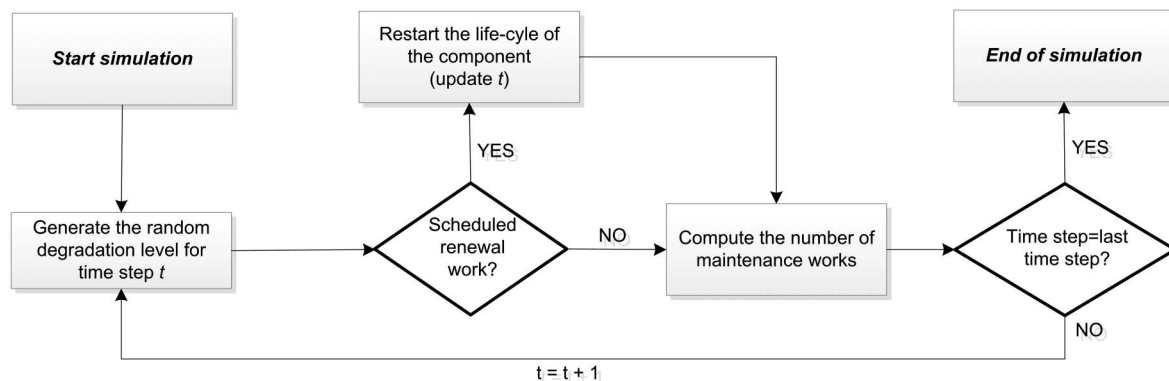 Start simulation
Restart the life-cyle of
the component
(update t)
End of simulation
YES
YES
Generate the random
degradation level for
time step t
Scheduled
renewal
work?
NO
Compute the number of
maintenance works
Time step=last
time step?
NO
t = t + 1